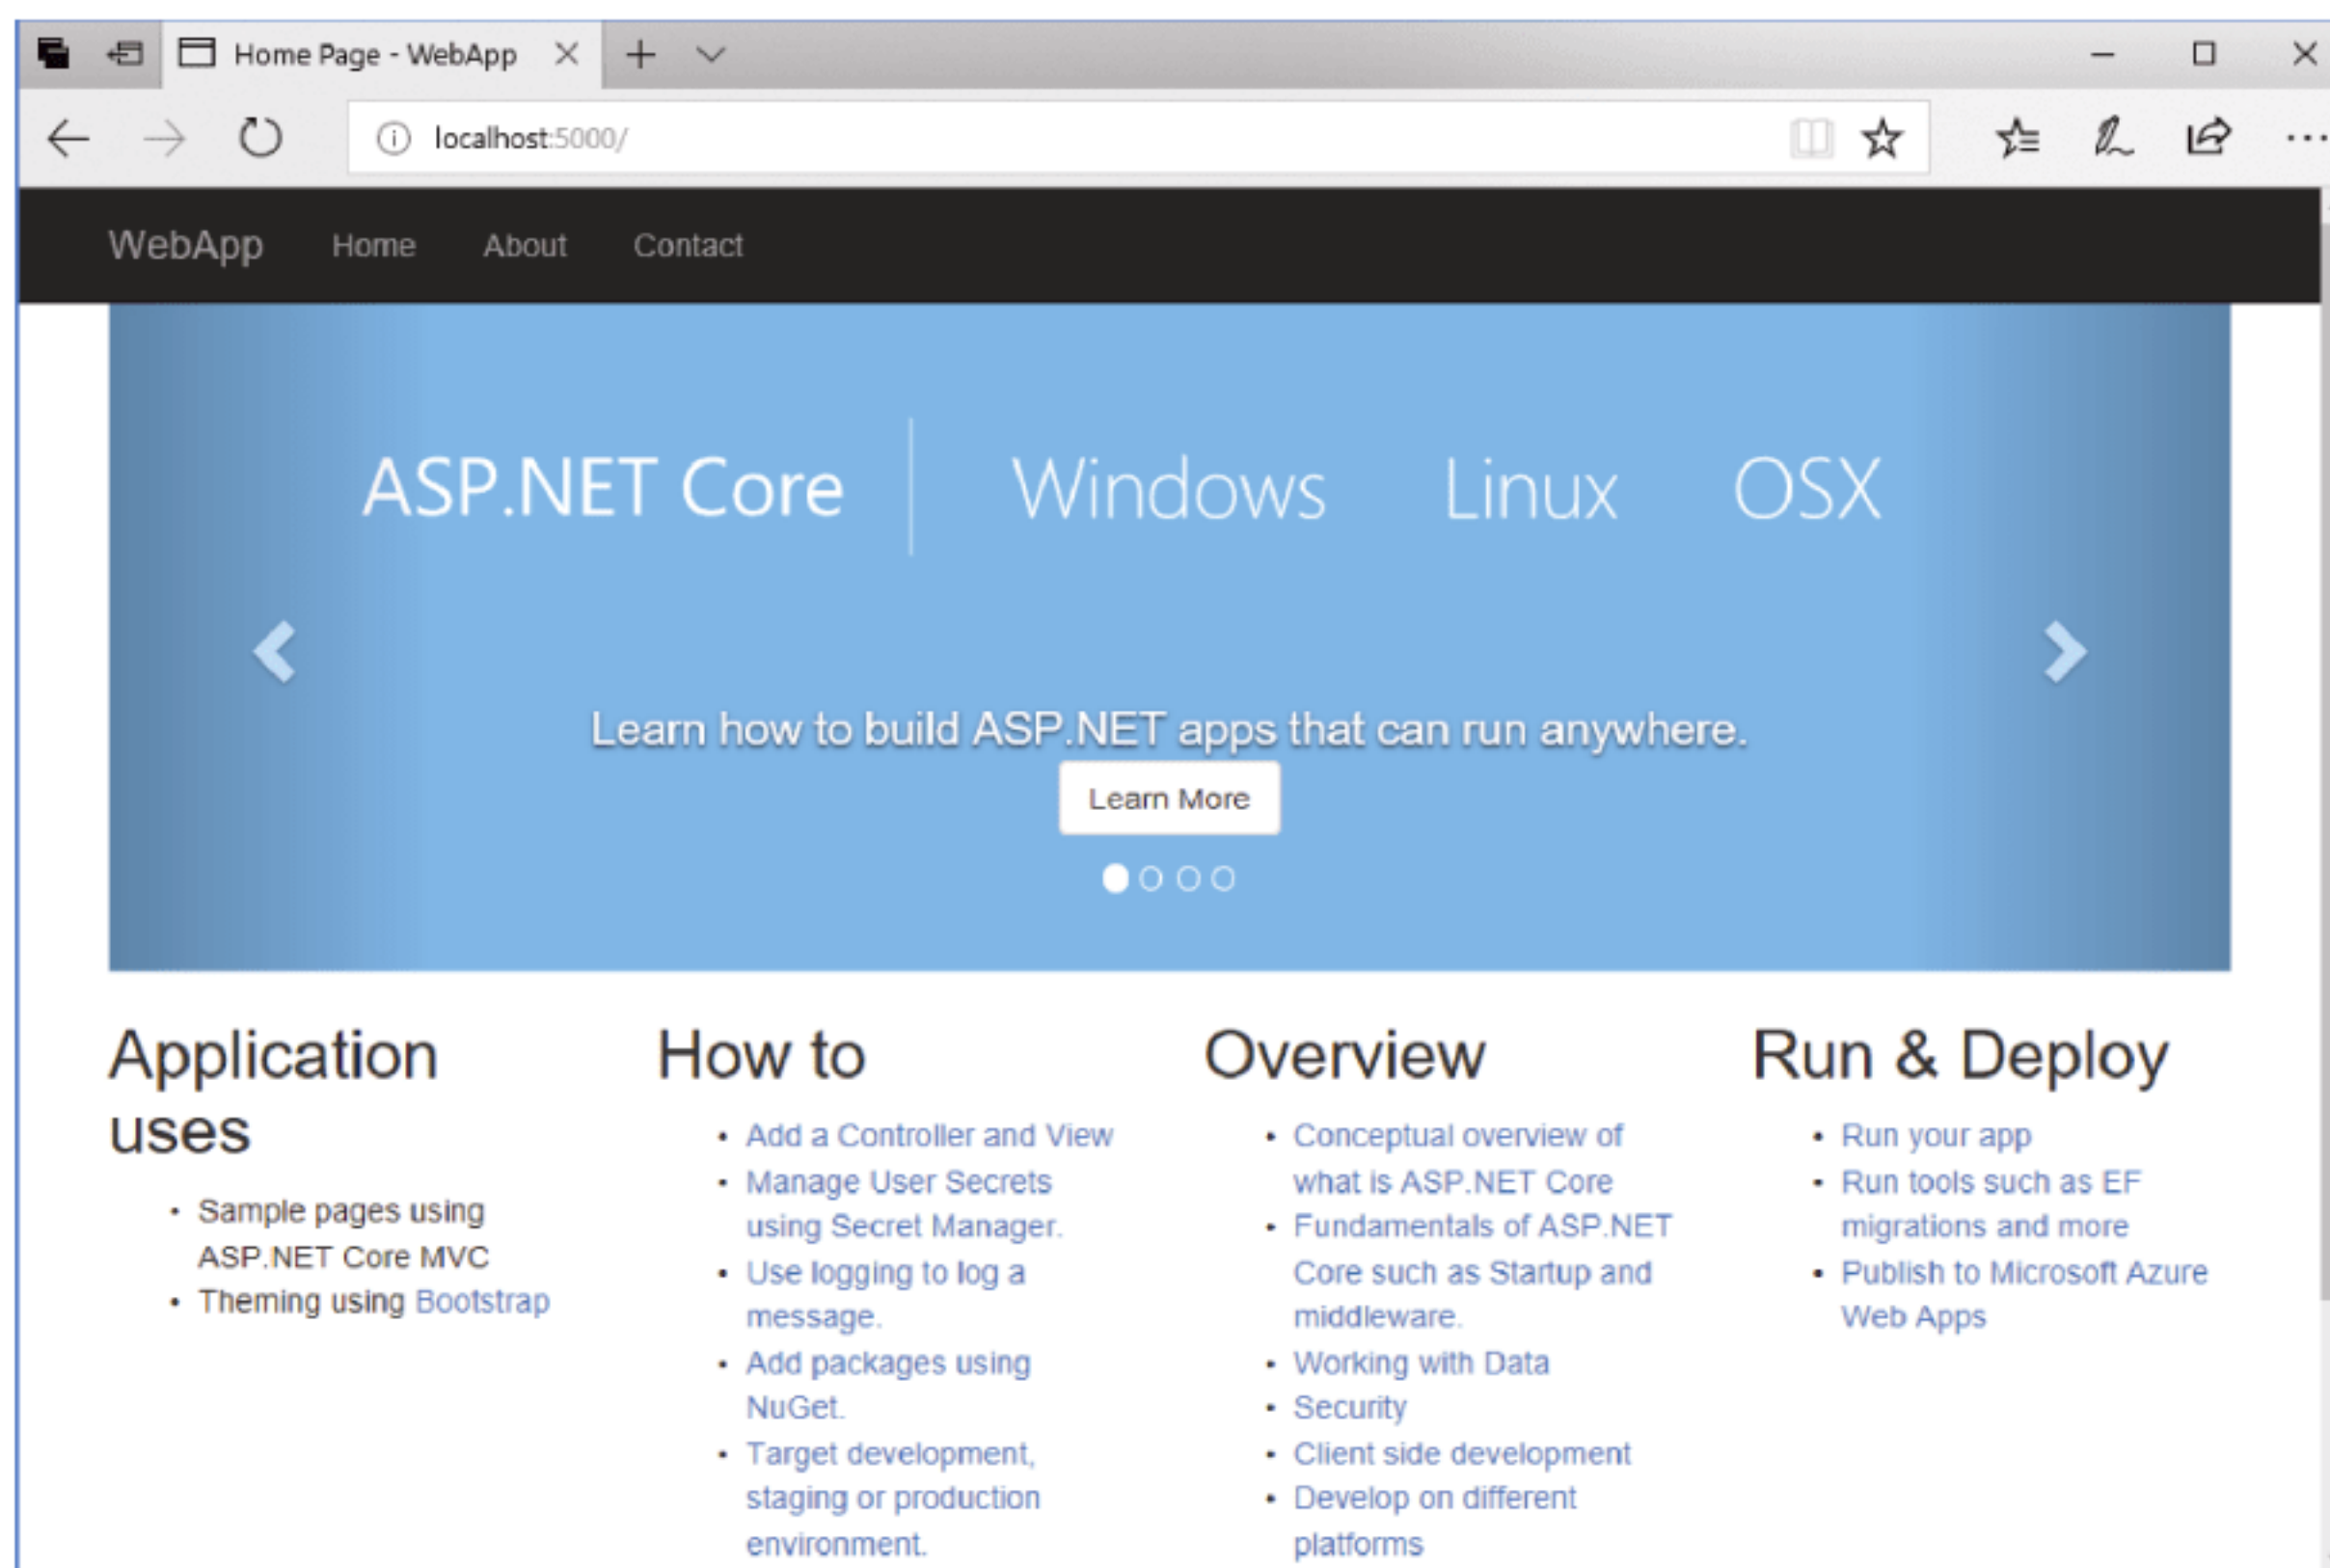 Home Page - WebApp
localhost:5000/
WebApp Home About Contact
ASP.NET Core Windows Linux OSX
Learn how to build ASP.NET apps that can run anywhere.
Learn More
Application
uses
Sample pages using
ASP.NET Core MVC
Theming using Bootstrap
How to
Add a Controller and View
Manage User Secrets
using Secret Manager.
Use logging to log a
message.
Add packages using
NuGet.
Target development,
staging or production
environment.
Overview
Conceptual overview of
what is ASP.NET Core
Fundamentals of ASP.NET
Core such as Startup and
middleware.
Working with Data
Security
Client side development
Develop on different
platforms
Run & Deploy
Run your app
Run tools such as EF
migrations and more
Publish to Microsoft Azure
Web Apps